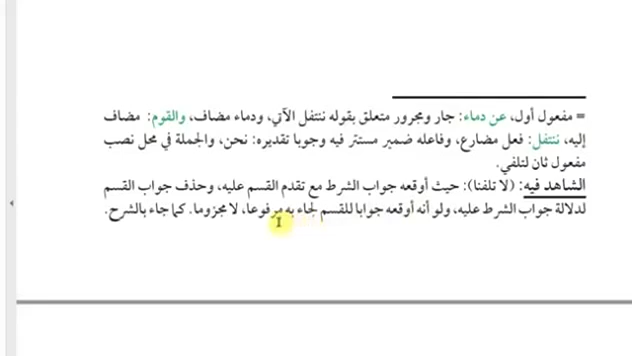 = مفعول أول، عن دماء: جار ومجرور متعلق بقوله ننتفل الآتي، ودماء مضاف، والقوم: مضاف
إليه، ننتفل: فعل مضارع، وفاعله ضمير مستتر فيه وجوبا تقديره: نحن، والجملة في محل نصب
مفعول ثان لتلفي.
الشاهد فيه: (لا تلفنا): حيث أوقعه جواب الشرط مع تقدم القسم عليه، وحذف جواب القسم
لدلالة جواب الشرط عليه، ولو أنه أوقعه جوابا للقسم لجاء به مرفوعا، لا مجزوما. كما جاء بالشرح.